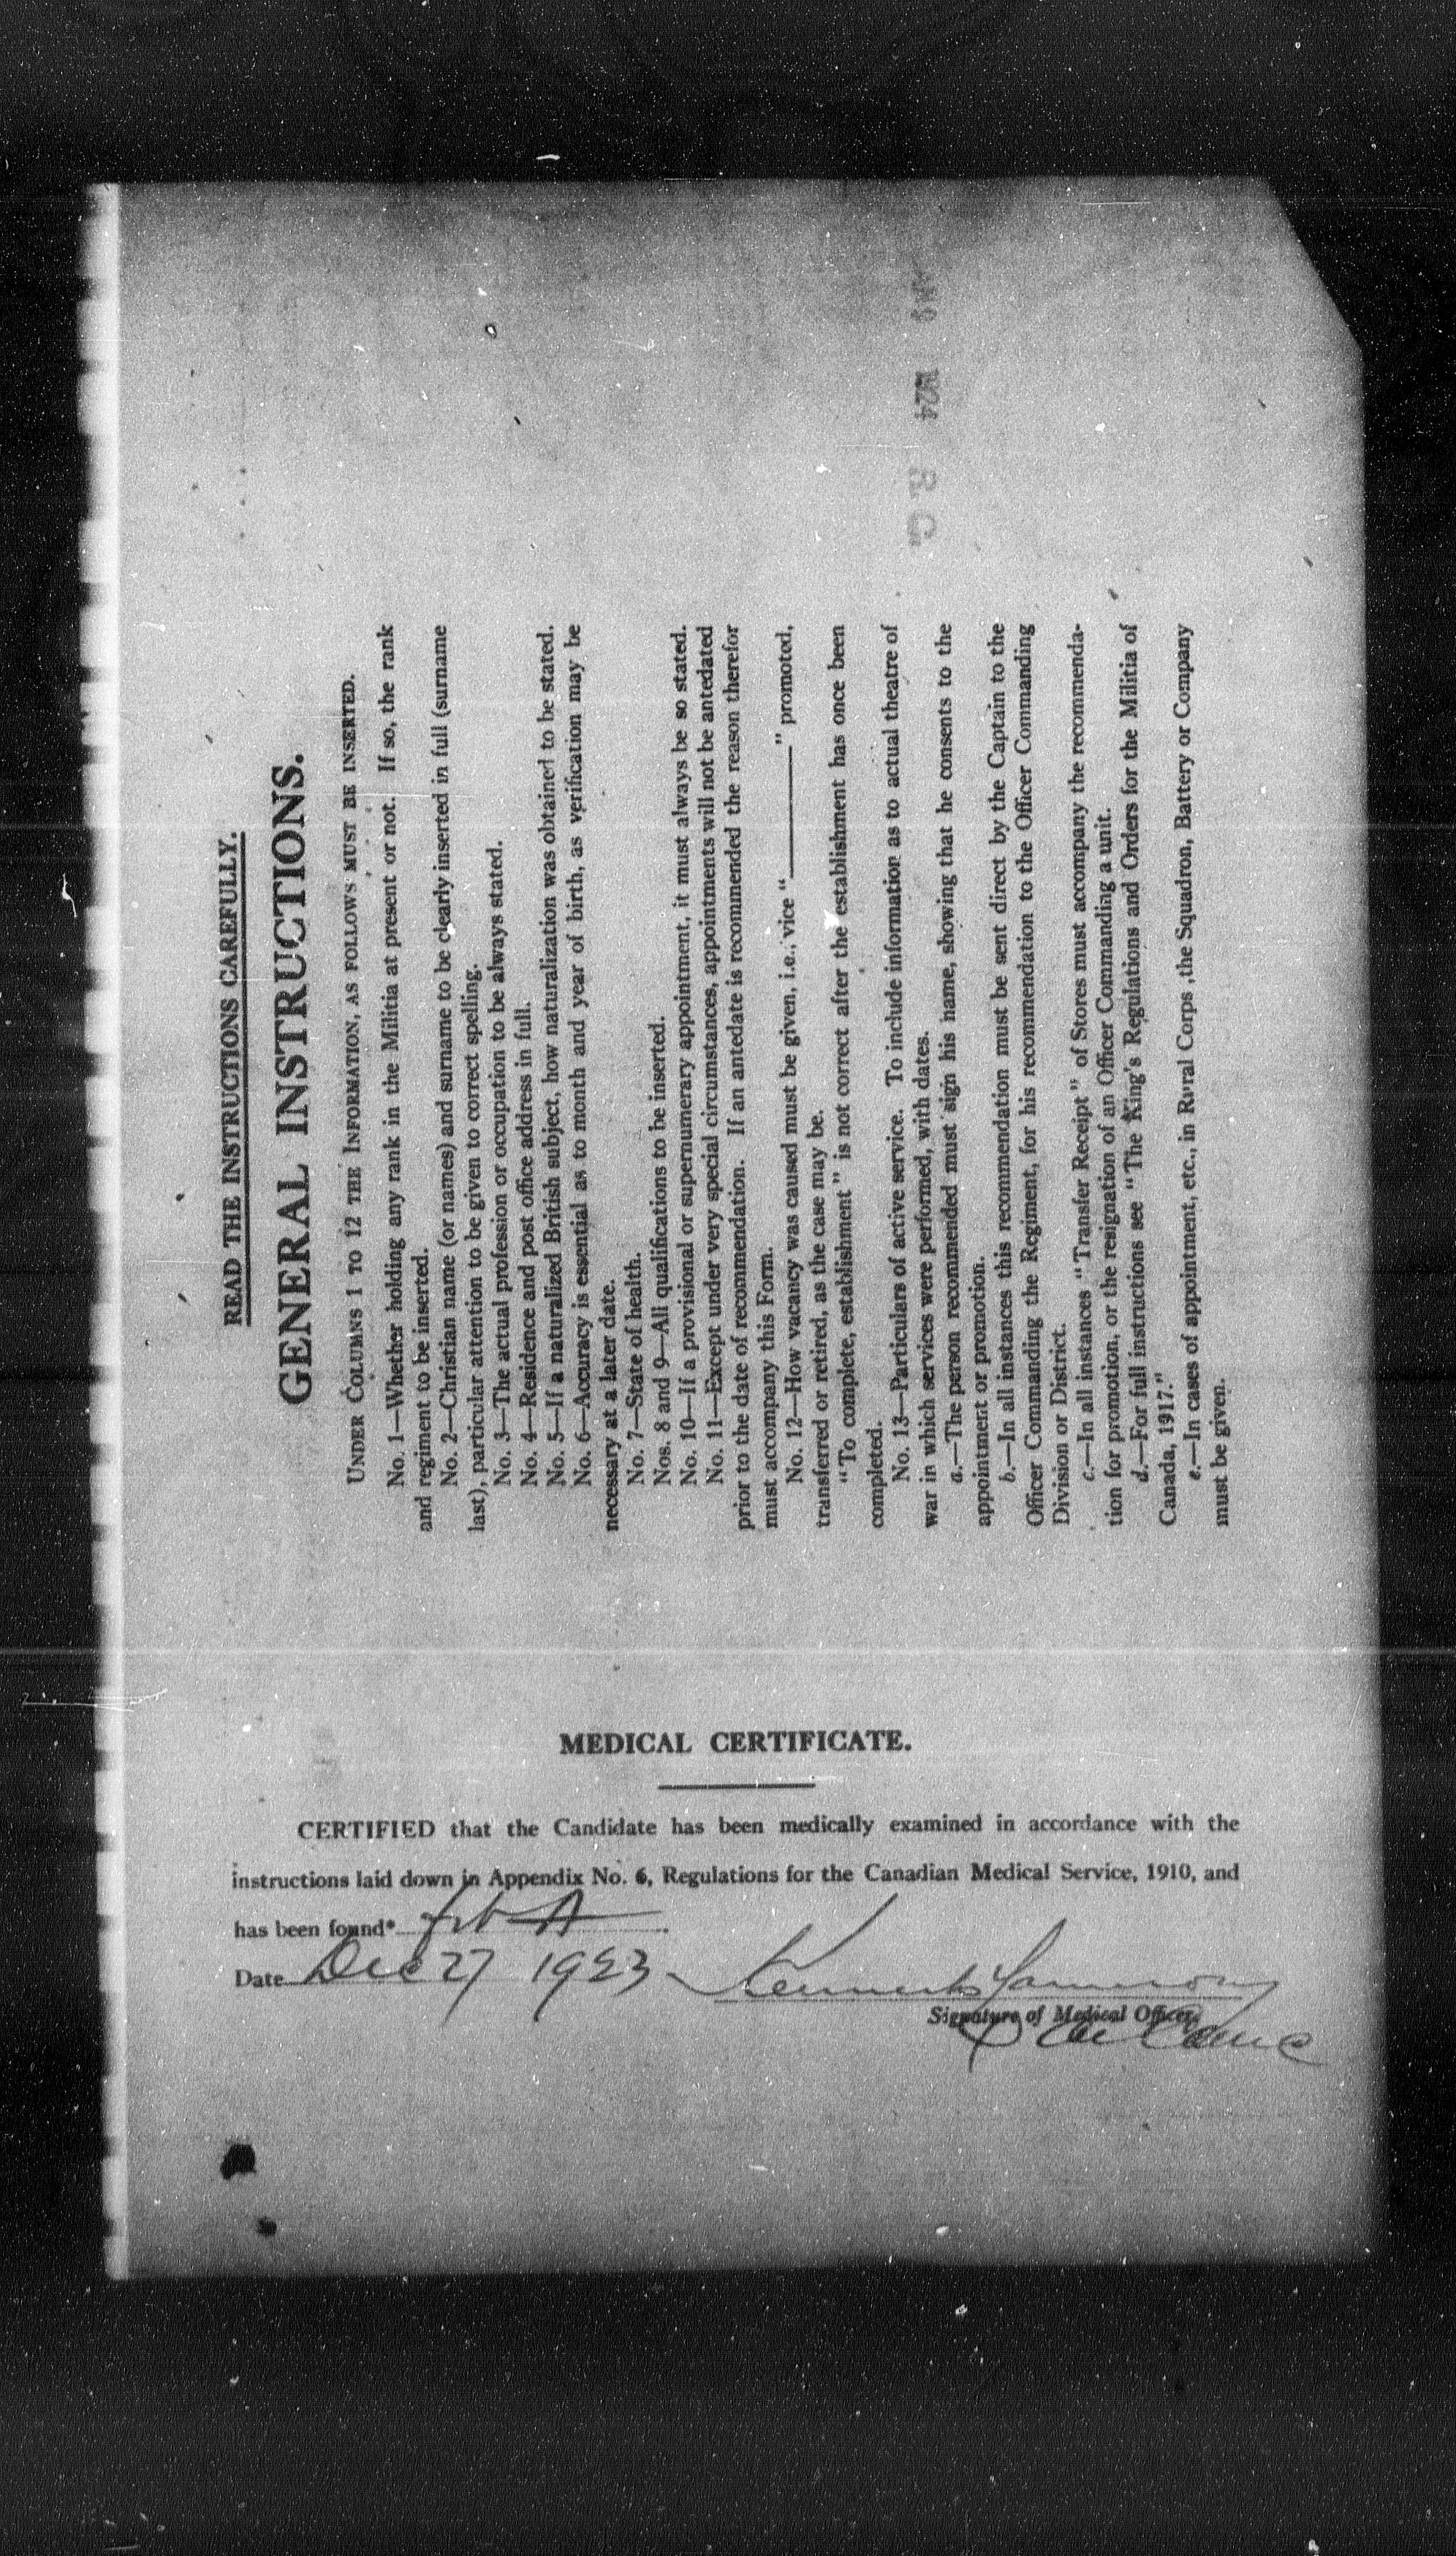 READ THE INSTRUCTIONS CAREFULLY.
GENERAL INSTRUCTIONS.
UNDER COLUMNS 1 TO 12 THE INFORMATION, AS FOLLOWS MUST BE INSERTED.
No. 1—Whether holding any rank in the Militia at present or not. If so, the rank
and regiment to be inserted.
No. 2—Christian name (or names) and surname to be clearly inserted in full (surname
last), particular attention to be given to correct spelling.
No. 3—The actual profession or occupation to be always stated.
No. 4—Residence and post office address in full.
No. 5—If a naturalized British subject, how naturalization was obtained to be stated.
No. 6—Accuracy is essential as to month and year of birth, as verification may be
necessary at a later date.
No. 7—State of health.
Nos. 8 and 9—All qualifications to be inserted.
No. 10—If a provisional or supernumerary appointment, it must always be so stated.
No. 11—Except under very special circumstances, appointments will not be antedated
prior to the date of recommendation. If an antedate is recommended the reason therefor
must accompany this Form.
No. 12—How vacancy was caused must be given, i.e., vice “________” promoted,
transferred or retired, as the case may be.
“To complete, establishment” is not correct after the establishment has once been
completed.
No. 13—Particulars of active service. To include information as to actual theatre of
war in which services were performed, with dates.
a.—The person recommended must sign his name, showing that he consents to the
appointment or promotion.
b.—In all instances this recommendation must be sent direct by the Captain to the
Officer Commanding the Regiment, for his recommendation to the Officer Commanding
Division or District.
c.—In all instances “Transfer Receipt” of Stores must accompany the recommenda-
tion for promotion, or the resignation of an Officer Commanding a unit.
d.—For full instructions see “The King's Regulations and Orders for the Militia of
Canada, 1917.”
e.—In cases of appointment, etc., in Rural Corps ,the Squadron, Battery or Company
must be given.
1924
MEDICAL CERTIFICATE.
CERTIFIED that the Candidate has been medically examined in accordance with the
instructions laid down in Appendix No. 6, Regulations for the Canadian Medical Service, 1910, and
has been found* fit A
Date Dec 27 1923
Signature of Medical Officer.